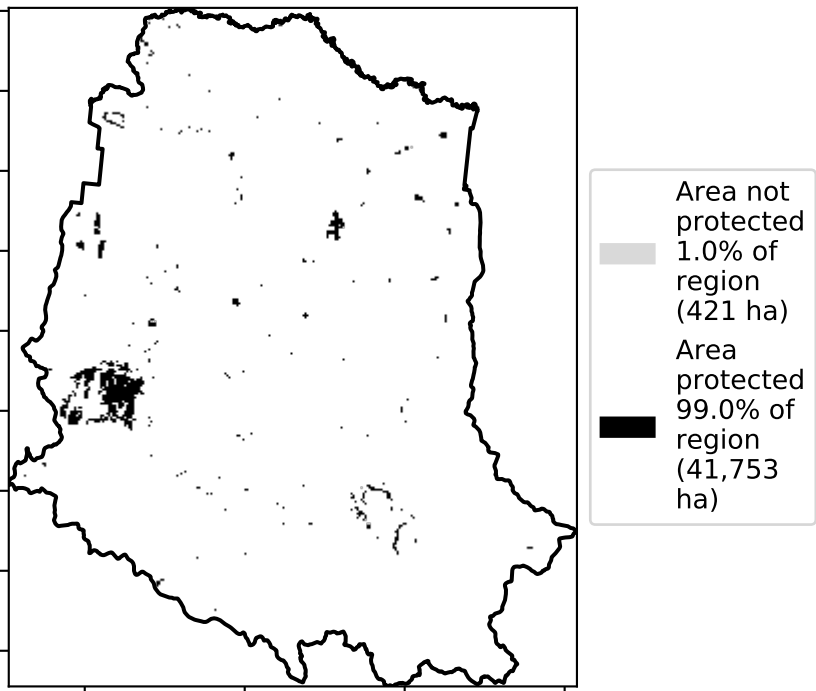 Area not
protected
1.0% of
region
(421 ha)
Area
protected
99.0% of
region
(41,753
ha)